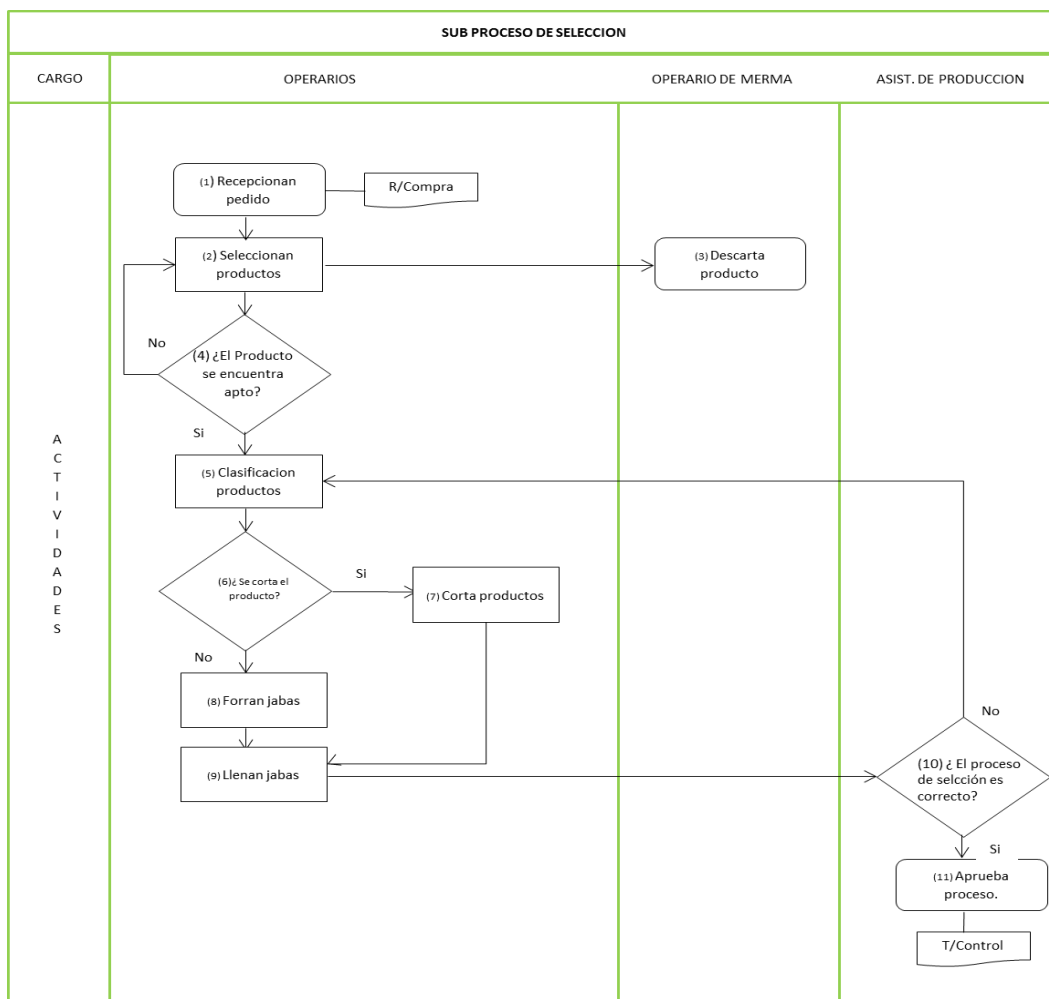 SUB PROCESO DE SELECCION
CARGO
OPERARIOS
OPERARIO DE MERMA
ASIST. DE PRODUCCION
(1) Recepcionan
pedido
R/Compra
(2) Seleccionan
productos
(3) Descarta
producto
No
(4) ¿El Producto
se encuentra
apto?
Si
A
C
T
I
V
I
D
A
D
E
S
(5) Clasificacion
productos
(6)¿ Se corta el
producto?
Si
(7) Corta productos
No
(8) Forran jabas
(9) Llenan jabas
No
(10) ¿ El proceso
de selcción es
correcto?
Si
(11) Aprueba
proceso.
T/Control